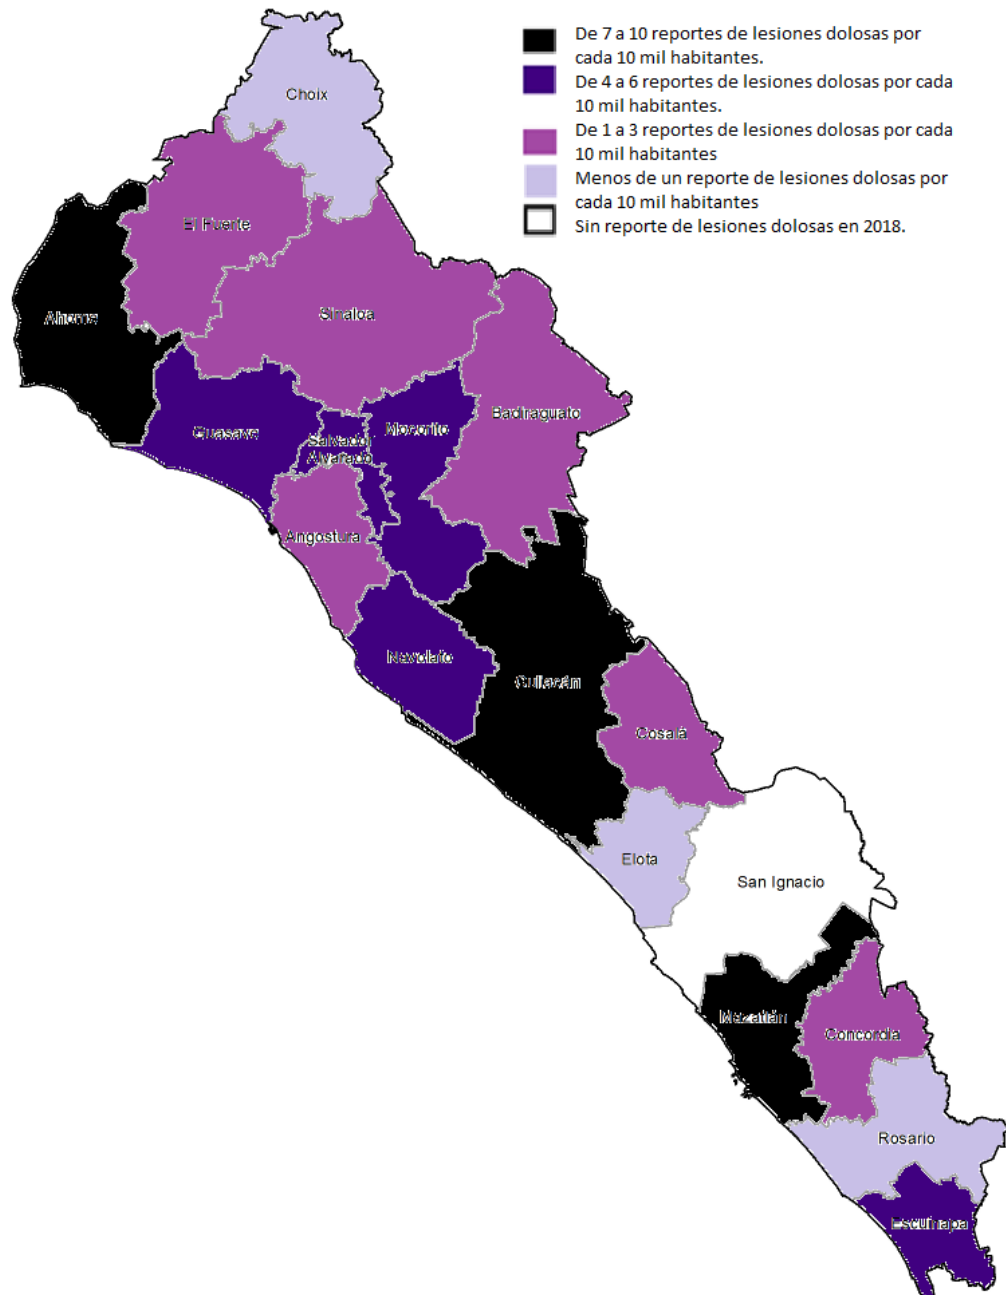 De 7 a 10 reportes de lesiones dolosas por
cada 10 mil habitantes.
De 4 a 6 reportes de lesiones dolosas por cada
10 mil habitantes.
De 1 a 3 reportes de lesiones dolosas por cada
10 mil habitantes
Menos de un reporte de lesiones dolosas por
cada 10 mil habitantes
Sin reporte de lesiones dolosas en 2018.
Choix
El Fuerte
Sinaloa
Ahome
Badiraguato
Mocorito
Guasave
Salvador
Alvarado
Angostura
Navolato
Culiacán
Cosalá
Elota
San Ignacio
Mazatlán
Concordia
Rosario
Escuinapa